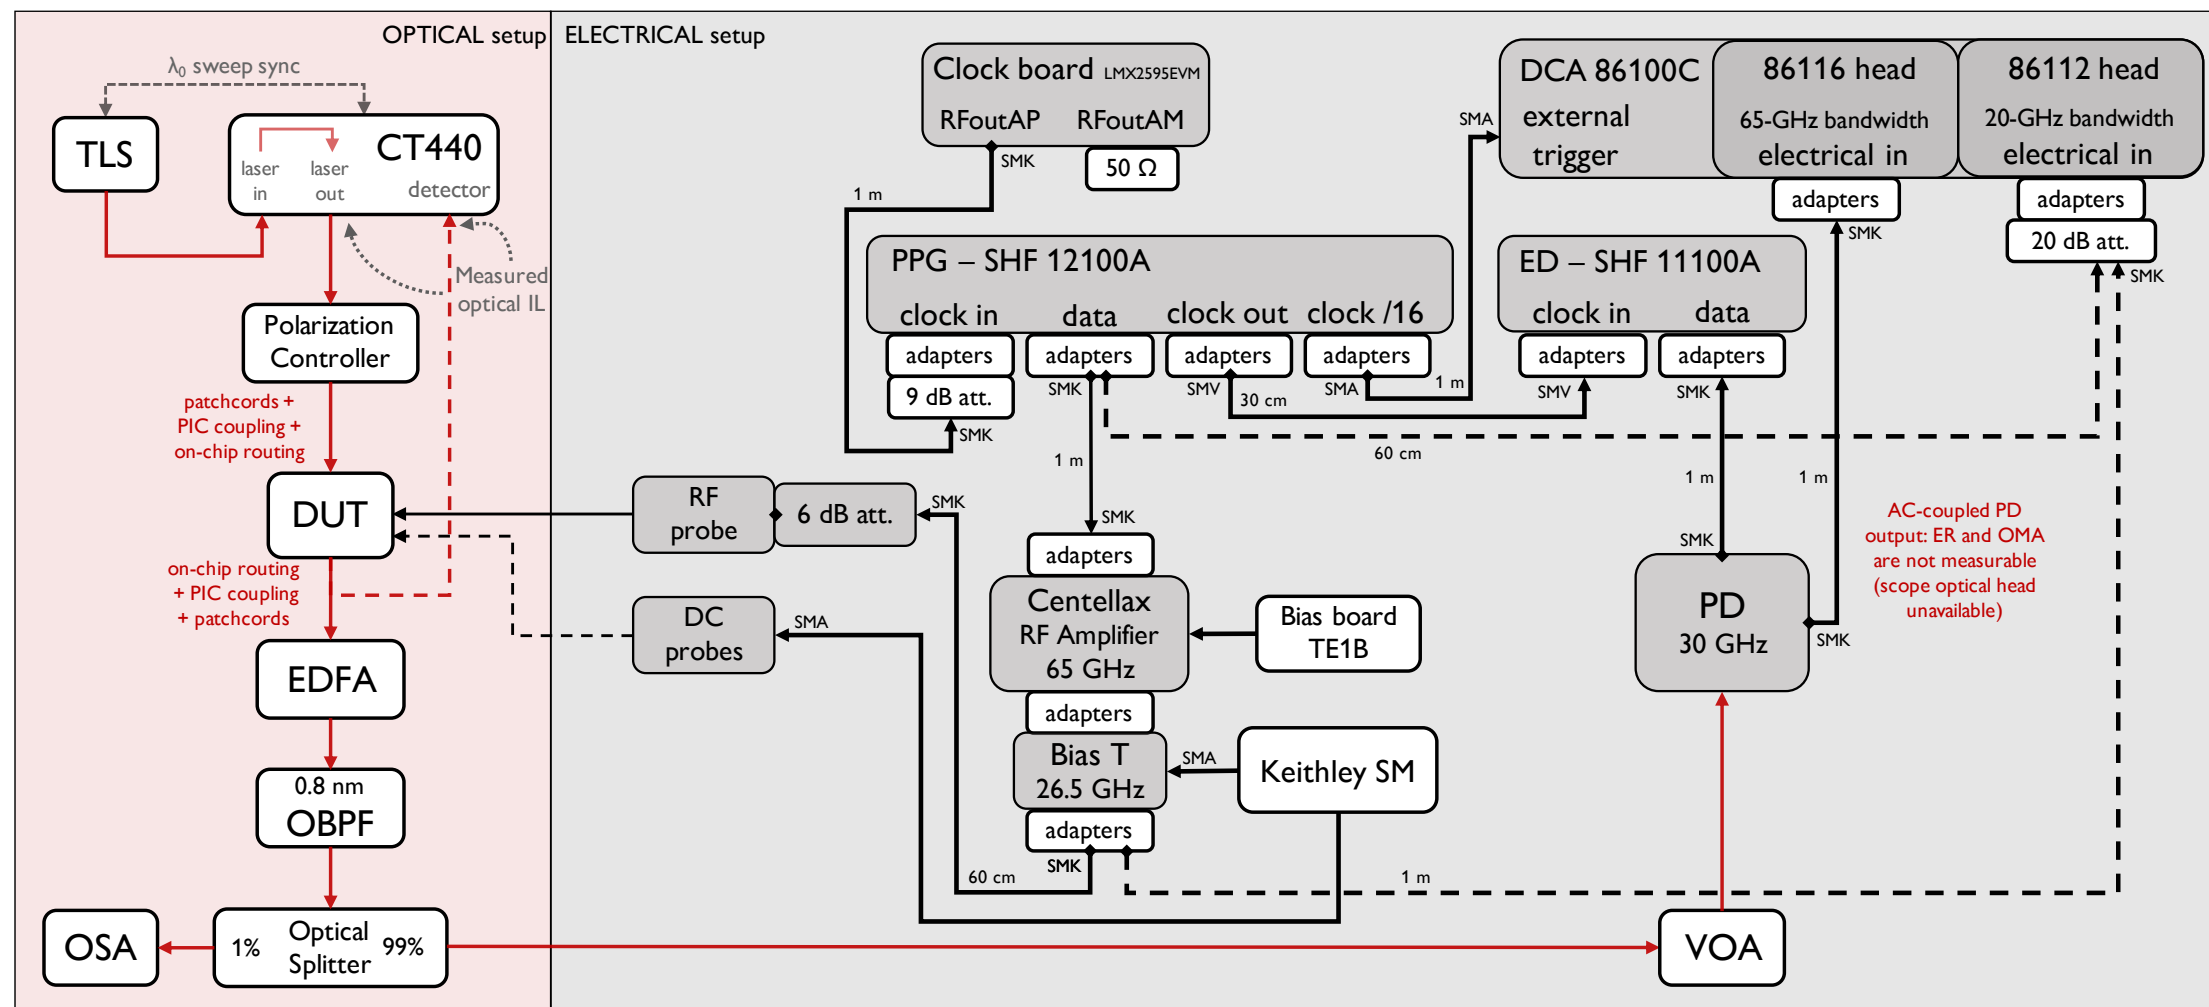 OPTICAL setup
λ0 sweep sync
TLS
CT440
laser in
laser out
detector
Measured
optical IL
Polarization
Controller
patchcords +
PIC coupling +
on-chip routing
DUT
on-chip routing
+ PIC coupling
+ patchcords
EDFA
0.8 nm
OBPF
OSA
1%
Optical
Splitter
99%
ELECTRICAL setup
Clock board LMX2595EVM
RFoutAP RFoutAM
SMK
50 Ω
1 m
DCA 86100C
external
trigger
SMA
86116 head
65-GHz bandwidth
electrical in
adapters
SMK
86112 head
20-GHz bandwidth
electrical in
adapters
20 dB att.
SMK
PPG – SHF 12100A
clock in data clock out clock /16
adapters adapters adapters adapters
9 dB att.
SMK
SMK
SMV
30 cm
SMA
1 m
ED – SHF 11100A
clock in data
adapters adapters
SMV
SMK
60 cm
1 m
1 m
1 m
RF
probe
6 dB att.
SMK
SMK
adapters
Centellax
RF Amplifier
65 GHz
Bias board
TE1B
DC
probes
SMA
adapters
Bias T
26.5 GHz
SMA
Keithley SM
adapters
SMK
60 cm
1 m
SMK
PD
30 GHz
SMK
AC-coupled PD
output: ER and OMA
are not measurable
(scope optical head
unavailable)
VOA